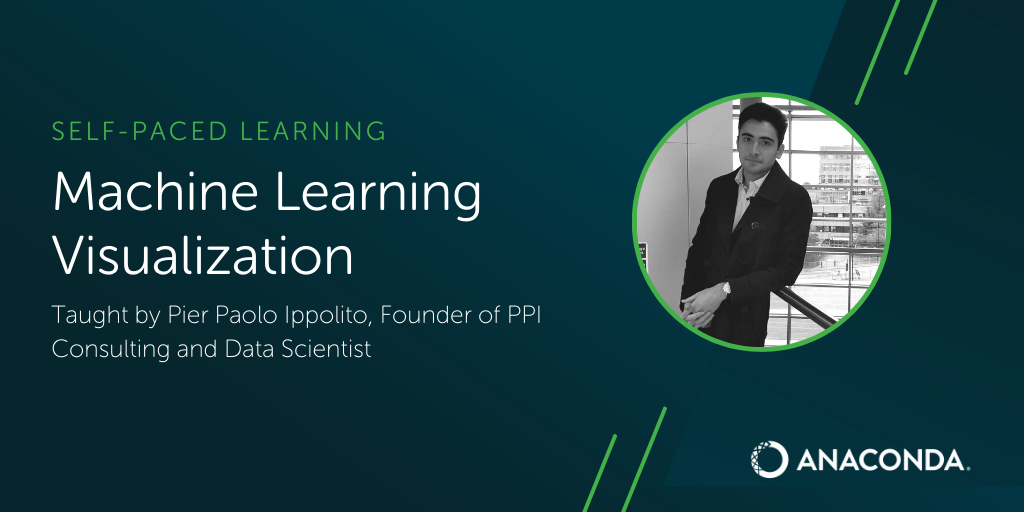 SELF-PACED LEARNING
Machine Learning
Visualization
Taught by Pier Paolo Ippolito, Founder of PPI
Consulting and Data Scientist
ANACONDA®